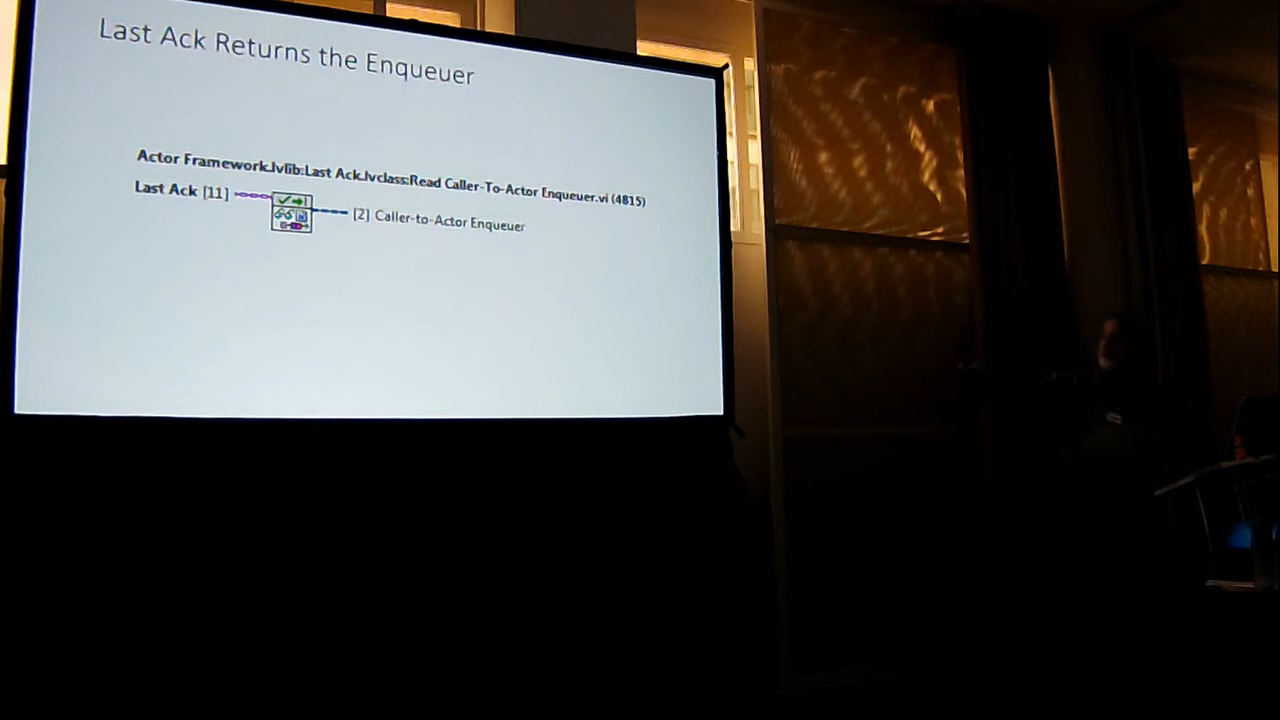 Last Ack Returns the Enqueuer
Actor Framework.lvlib:Last Ack.lvclass:Read Caller-To-Actor Enqueuer.vi (4815)
Last Ack [11]
[2] Caller-to-Actor Enqueuer